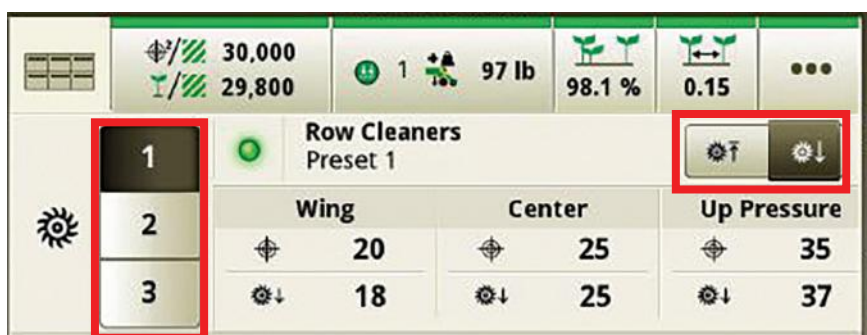 30,000
29,800
1
97 lb
98.1 %
0.15
1
2
3
Row Cleaners
Preset 1
Wing
Center
Up Pressure
20
25
35
18
25
37